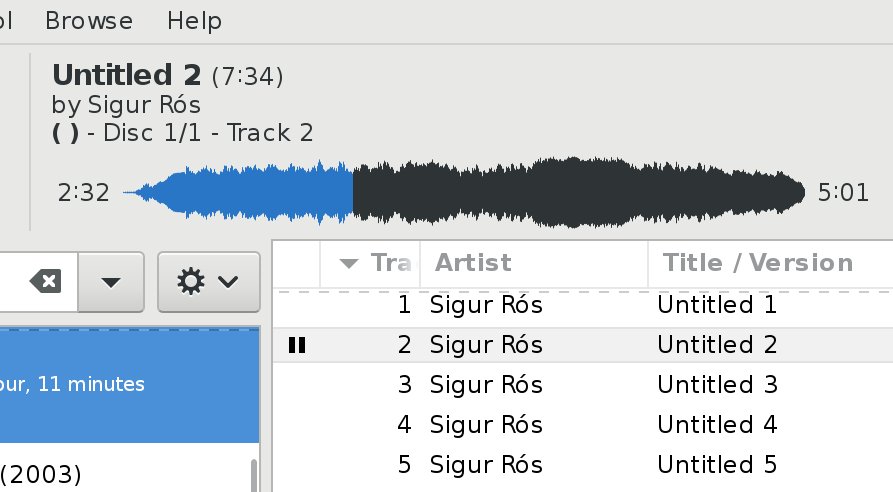 ol Browse Help
Untitled 2 (7:34)
by Sigur Rós
( ) - Disc 1/1 - Track 2
2:32 5:01
Tra Artist Title / Version
1 Sigur Rós Untitled 1
2 Sigur Rós Untitled 2
our, 11 minutes 3 Sigur Rós Untitled 3
4 Sigur Rós Untitled 4
(2003) 5 Sigur Rós Untitled 5